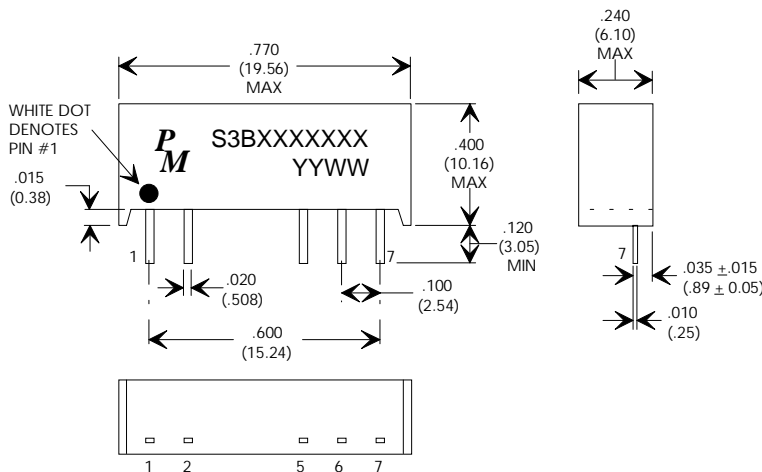 .770
(19.56)
MAX
.240
(6.10)
MAX
WHITE DOT
DENOTES
PIN #1
P
M
S3BXXXXXXX
YYWW
.400
(10.16)
MAX
.015
(0.38)
1
7
.120
(3.05)
MIN
7
.020
(.508)
.100
(2.54)
.035 ±.015
(.89 ± 0.05)
.010
(.25)
.600
(15.24)
1 2 5 6 7